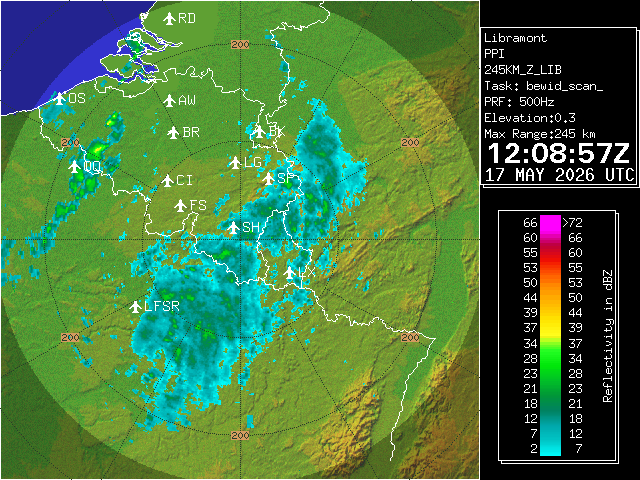 RD
200
OS
AW
BR
BK
200
200
LG
CI
SP
FS
SH
LX
LFSR
200
200
200
Libramont
PPI
245KM_Z_LIB
Task: bewid_scan_
PRF: 500Hz
Elevation:0.3
Max Range:245 km
12:08:57Z
17 MAY 2026 UTC
66 >72
60 66
55 60
53 55
50 53
44 50
39 44
37 39
34 37
28 34
23 28
21 23
18 21
12 18
7 12
2 7
Reflectivity in dBZ